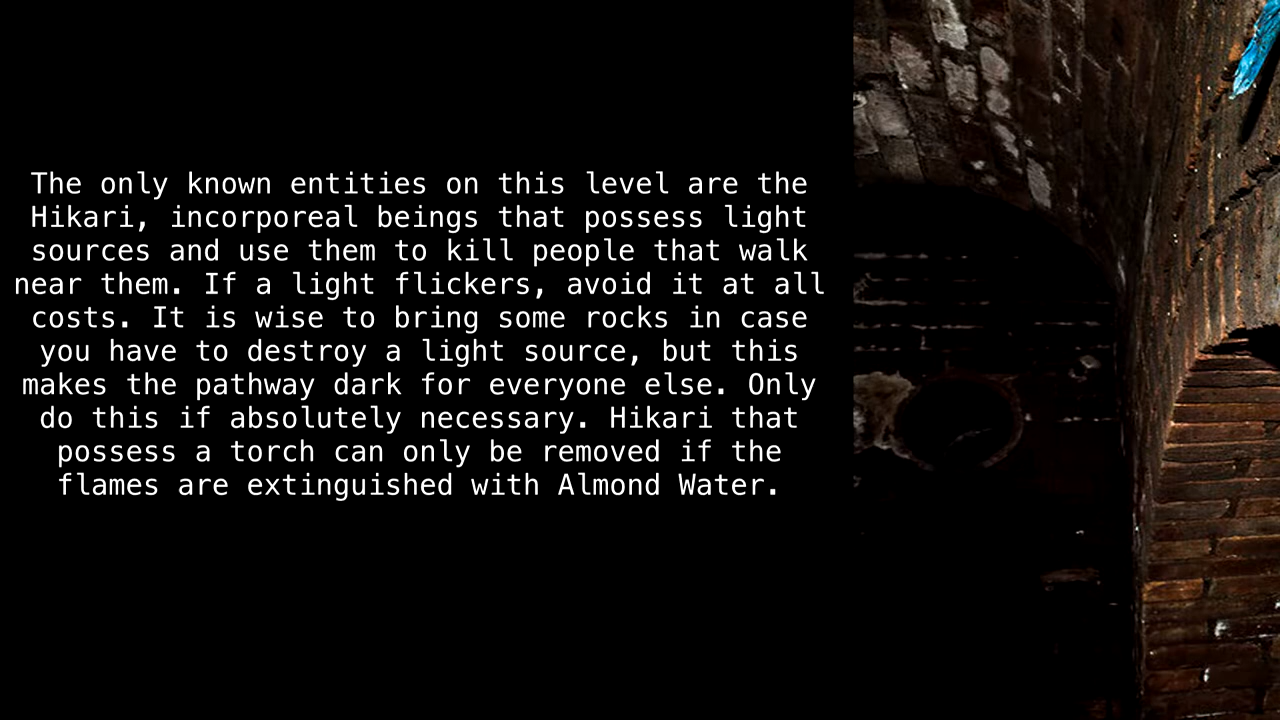 The only known entities on this level are the
Hikari, incorporeal beings that possess light
sources and use them to kill people that walk
near them. If a light flickers, avoid it at all
costs. It is wise to bring some rocks in case
you have to destroy a light source, but this
makes the pathway dark for everyone else. Only
do this if absolutely necessary. Hikari that
possess a torch can only be removed if the
flames are extinguished with Almond Water.